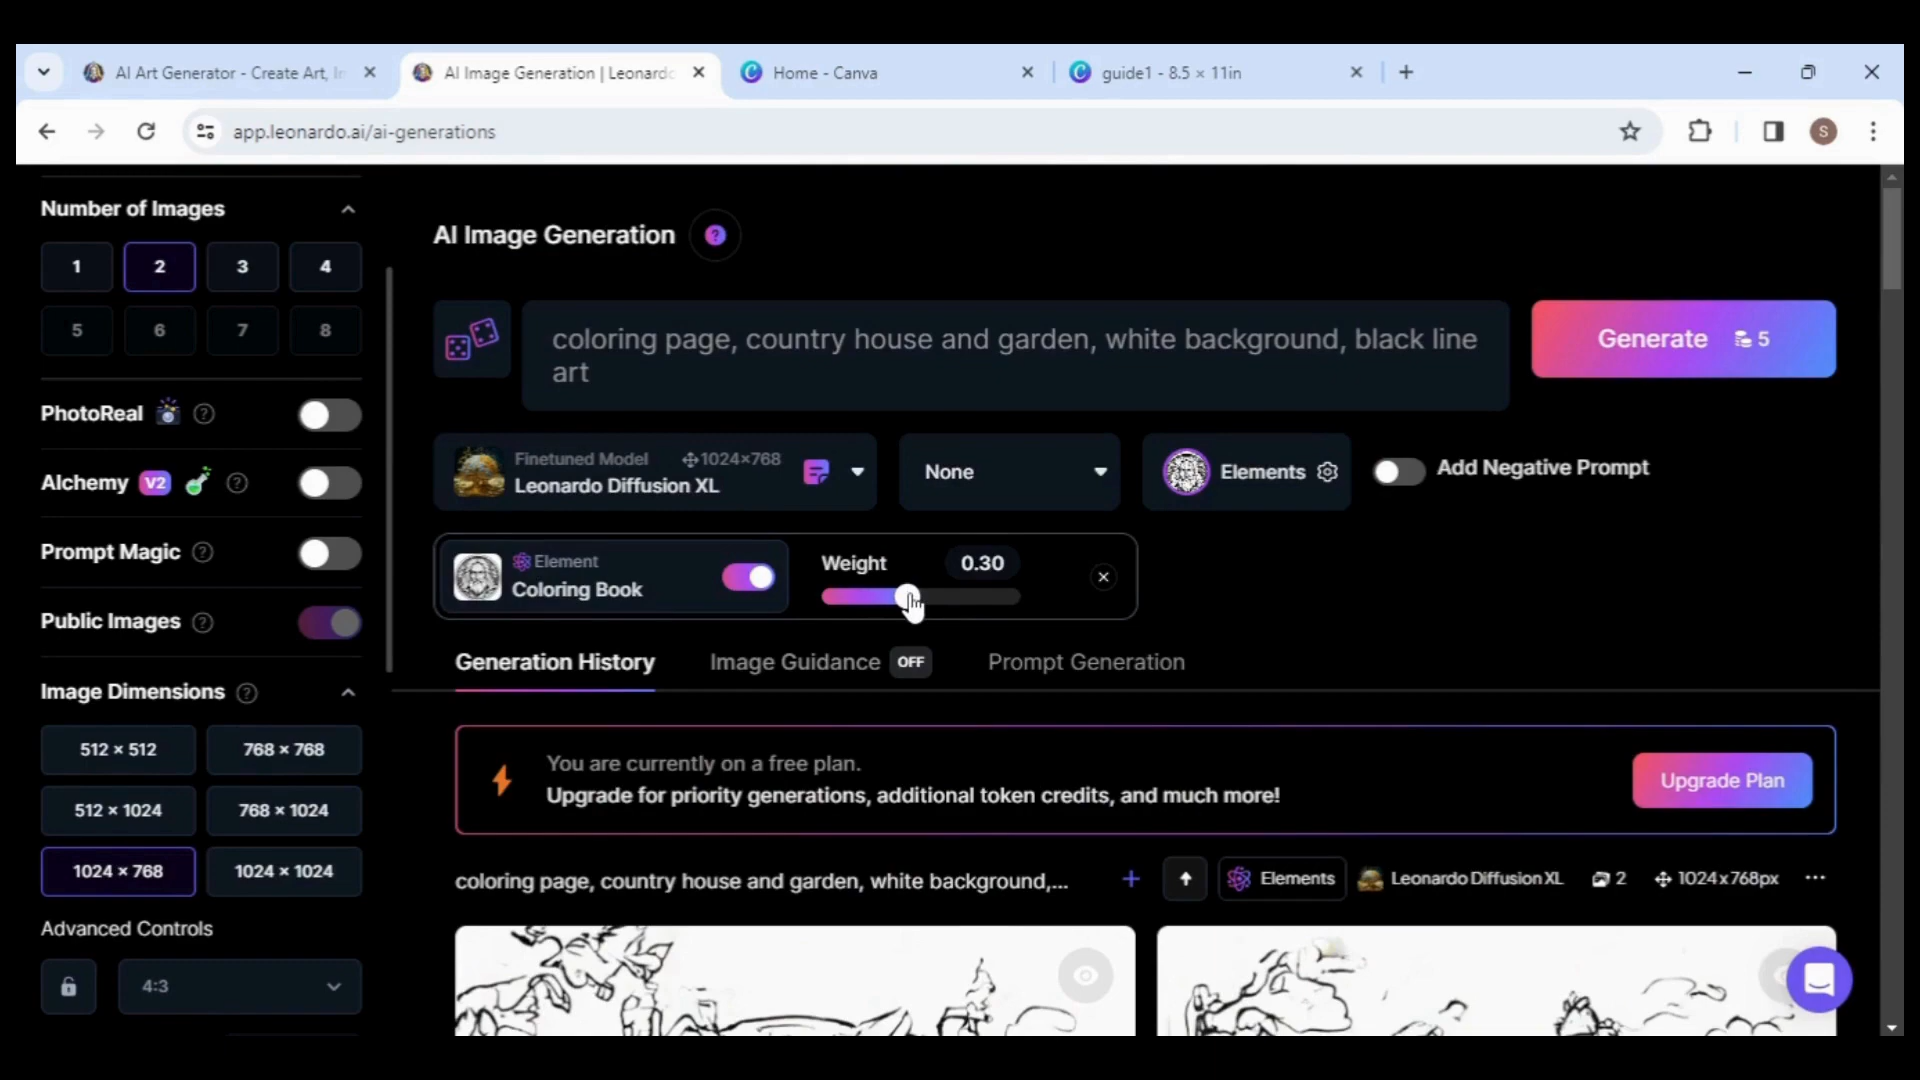 AI Art Generator - Create Art, I
AI Image Generation | Leonardo
Home - Canva
guide1 - 8.5 × 11in
app.leonardo.ai/ai-generations
S
Number of Images
1 2 3 4
5 6 7 8
PhotoReal
Alchemy V2
Prompt Magic
Public Images
Image Dimensions
512 × 512 768 × 768
512 × 1024 768 × 1024
1024 × 768 1024 × 1024
Advanced Controls
4:3
AI Image Generation ?
coloring page, country house and garden, white background, black line
art
Generate 5
Finetuned Model 1024×768
Leonardo Diffusion XL
None
Elements
Add Negative Prompt
Element
Coloring Book
Weight 0.30
Generation History Image Guidance OFF Prompt Generation
You are currently on a free plan.
Upgrade for priority generations, additional token credits, and much more!
Upgrade Plan
coloring page, country house and garden, white background,...
Elements Leonardo Diffusion XL 2 1024x768px